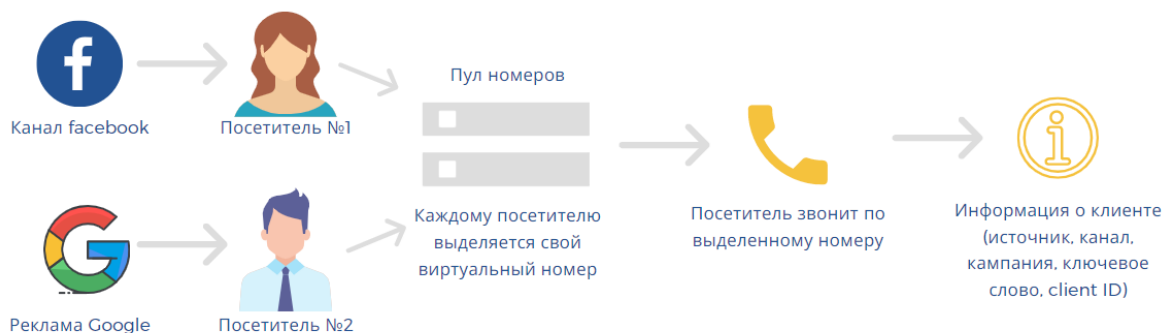 Канал facebook
Посетитель №1
Пул номеров
Каждому посетителю
выделяется свой
виртуальный номер
Реклама Google
Посетитель №2
Посетитель звонит по
выделенному номеру
Информация о клиенте
(источник, канал,
кампания, ключевое
слово, client ID)